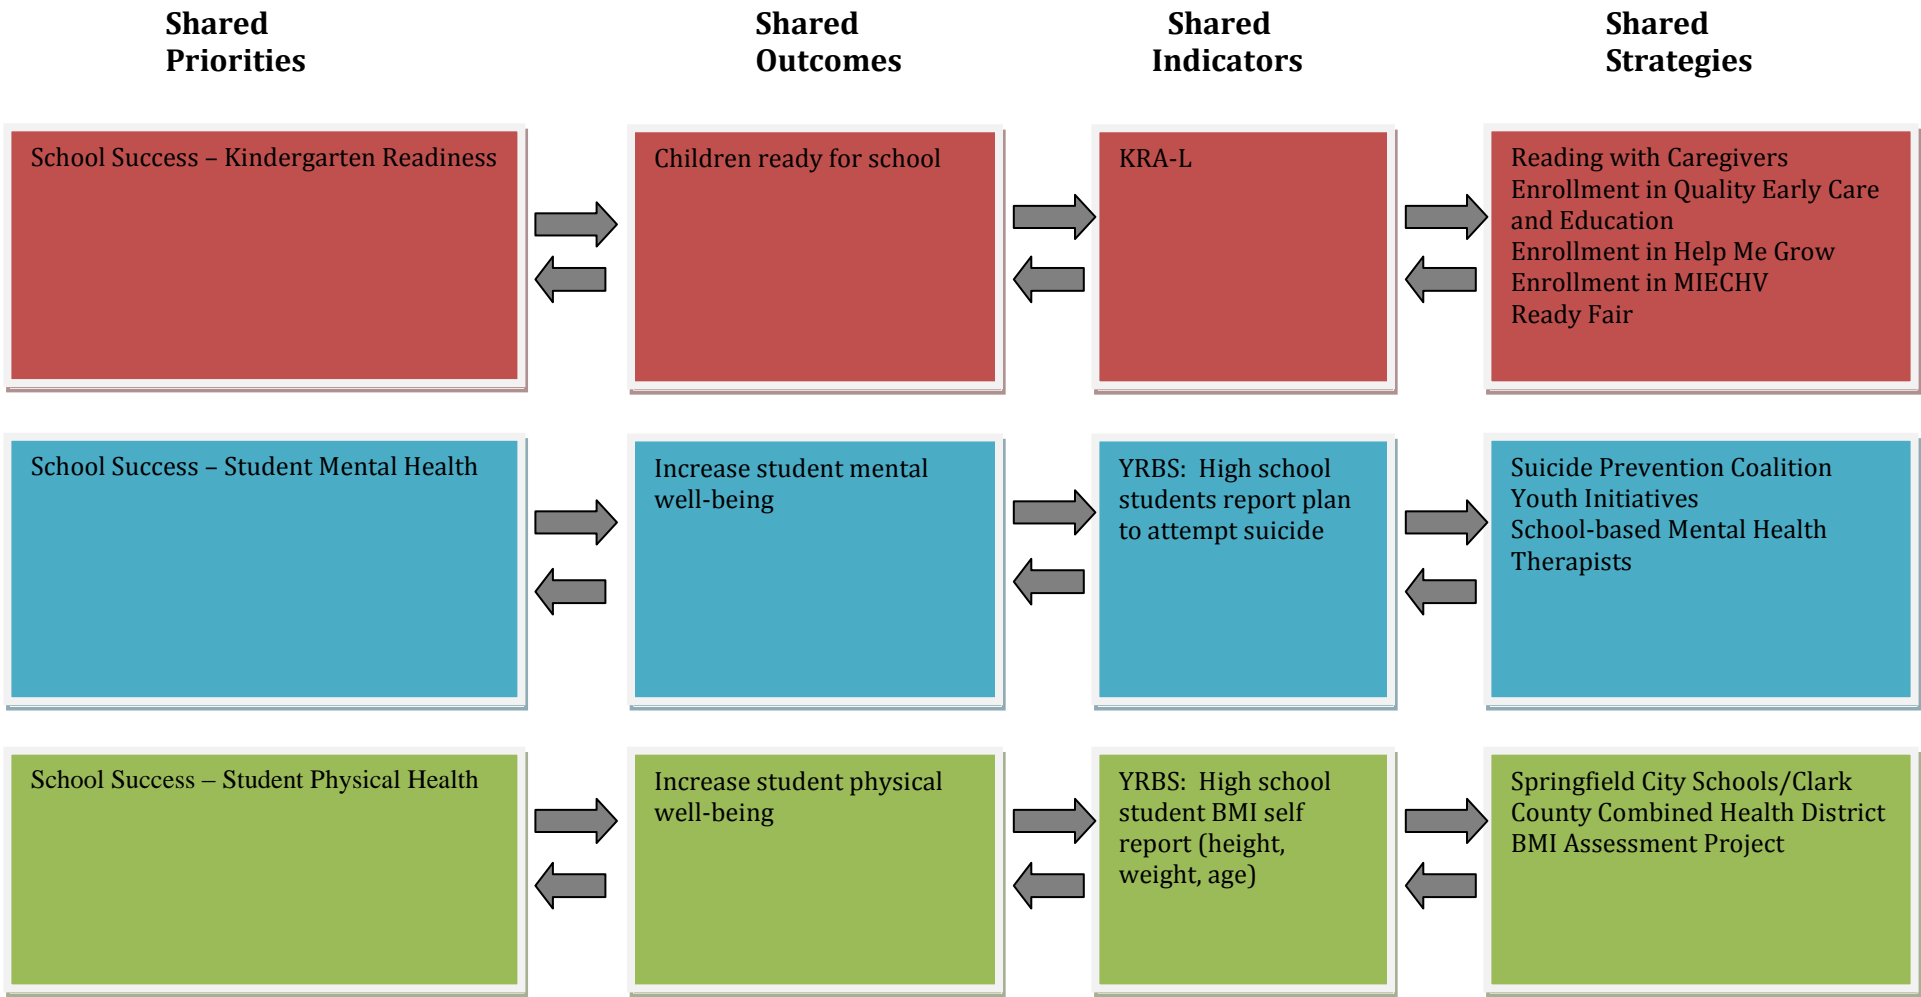 Shared
Priorities
Shared
Outcomes
Shared
Indicators
Shared
Strategies
School Success – Kindergarten Readiness
Children ready for school
KRA-L
Reading with Caregivers
Enrollment in Quality Early Care
and Education
Enrollment in Help Me Grow
Enrollment in MIECHV
Ready Fair
School Success – Student Mental Health
Increase student mental
well-being
YRBS:  High school
students report plan
to attempt suicide
Suicide Prevention Coalition
Youth Initiatives
School-based Mental Health
Therapists
School Success – Student Physical Health
Increase student physical
well-being
YRBS:  High school
student BMI self
report (height,
weight, age)
Springfield City Schools/Clark
County Combined Health District
BMI Assessment Project